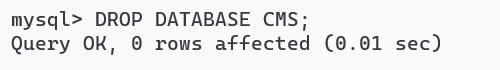 mysql> DROP DATABASE CMS;
Query OK, 0 rows affected (0.01 sec)